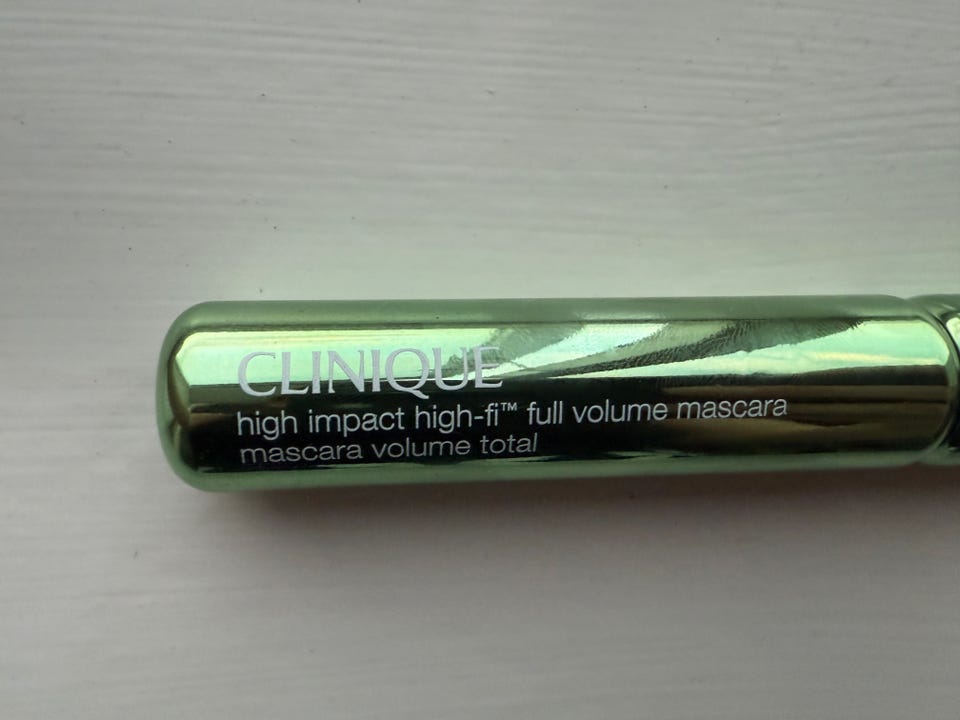 CLINIQUE
high impact high-fi™ full volume mascara
mascara volume total